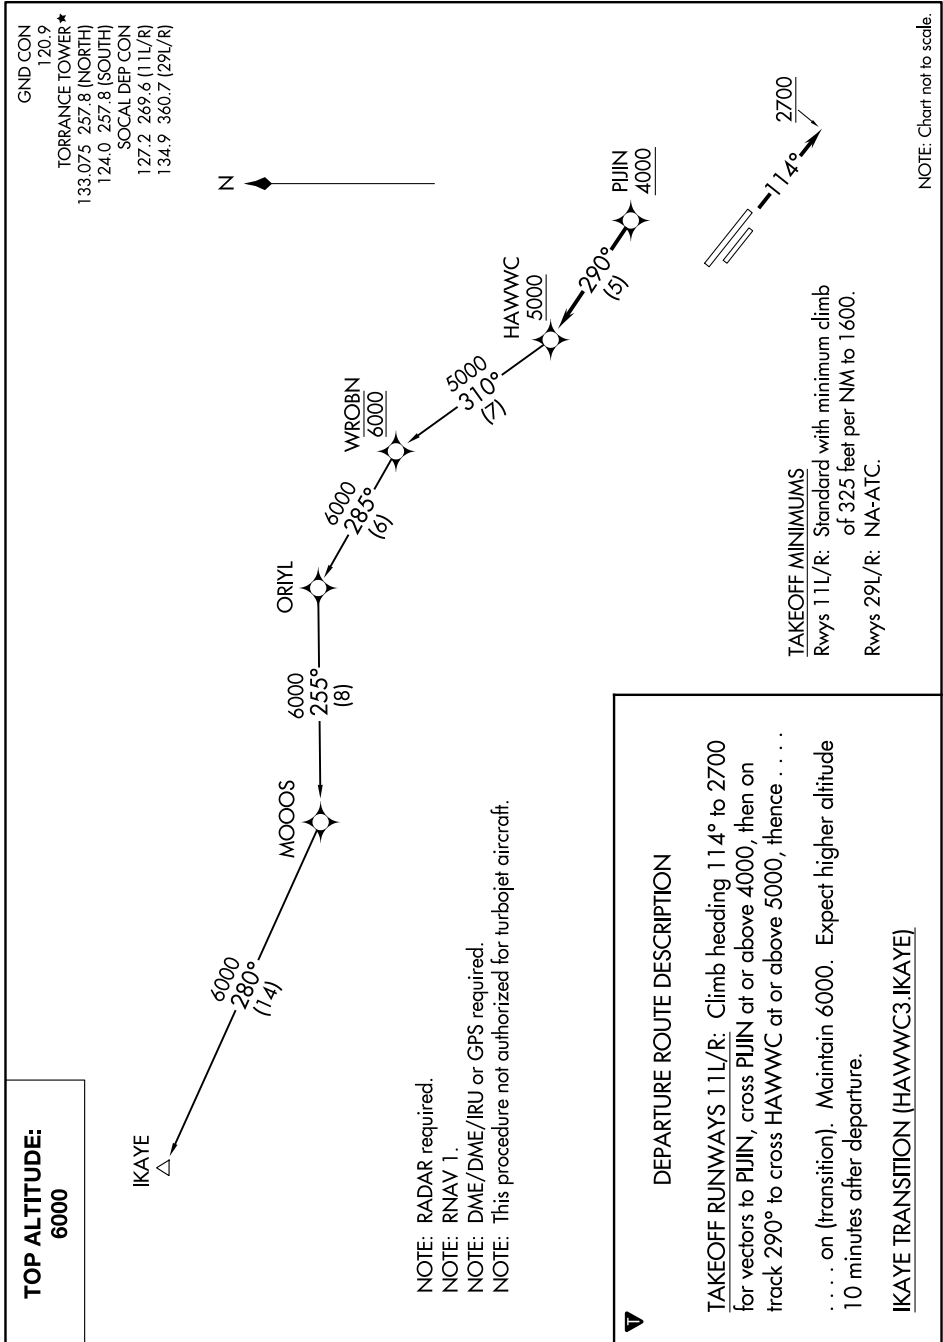 TOP ALTITUDE:
6000
GND CON
120.9
TORRANCE TOWER★
133.075 257.8 (NORTH)
124.0 257.8 (SOUTH)
SOCAL DEP CON
127.2 269.6 (11L/R)
134.9 360.7 (29L/R)
N
IKAYE
6000
280°
(14)
MOOOS
6000
255°
(8)
ORIYL
6000
285°
(6)
WROBN
6000
5000
310°
(7)
HAWWC
5000
290°
(5)
PIJIN
4000
114°
2700
NOTE: RADAR required.
NOTE: RNAV 1.
NOTE: DME/DME/IRU or GPS required.
NOTE: This procedure not authorized for turbojet aircraft.
TAKEOFF MINIMUMS
Rwys 11L/R: Standard with minimum climb
of 325 feet per NM to 1600.
Rwys 29L/R: NA-ATC.
NOTE: Chart not to scale.
T
DEPARTURE ROUTE DESCRIPTION
TAKEOFF RUNWAYS 11L/R: Climb heading 114° to 2700
for vectors to PIJIN, cross PIJIN at or above 4000, then on
track 290° to cross HAWWC at or above 5000, thence . . . .
. . . . on (transition). Maintain 6000. Expect higher altitude
10 minutes after departure.
IKAYE TRANSITION (HAWWC3.IKAYE)